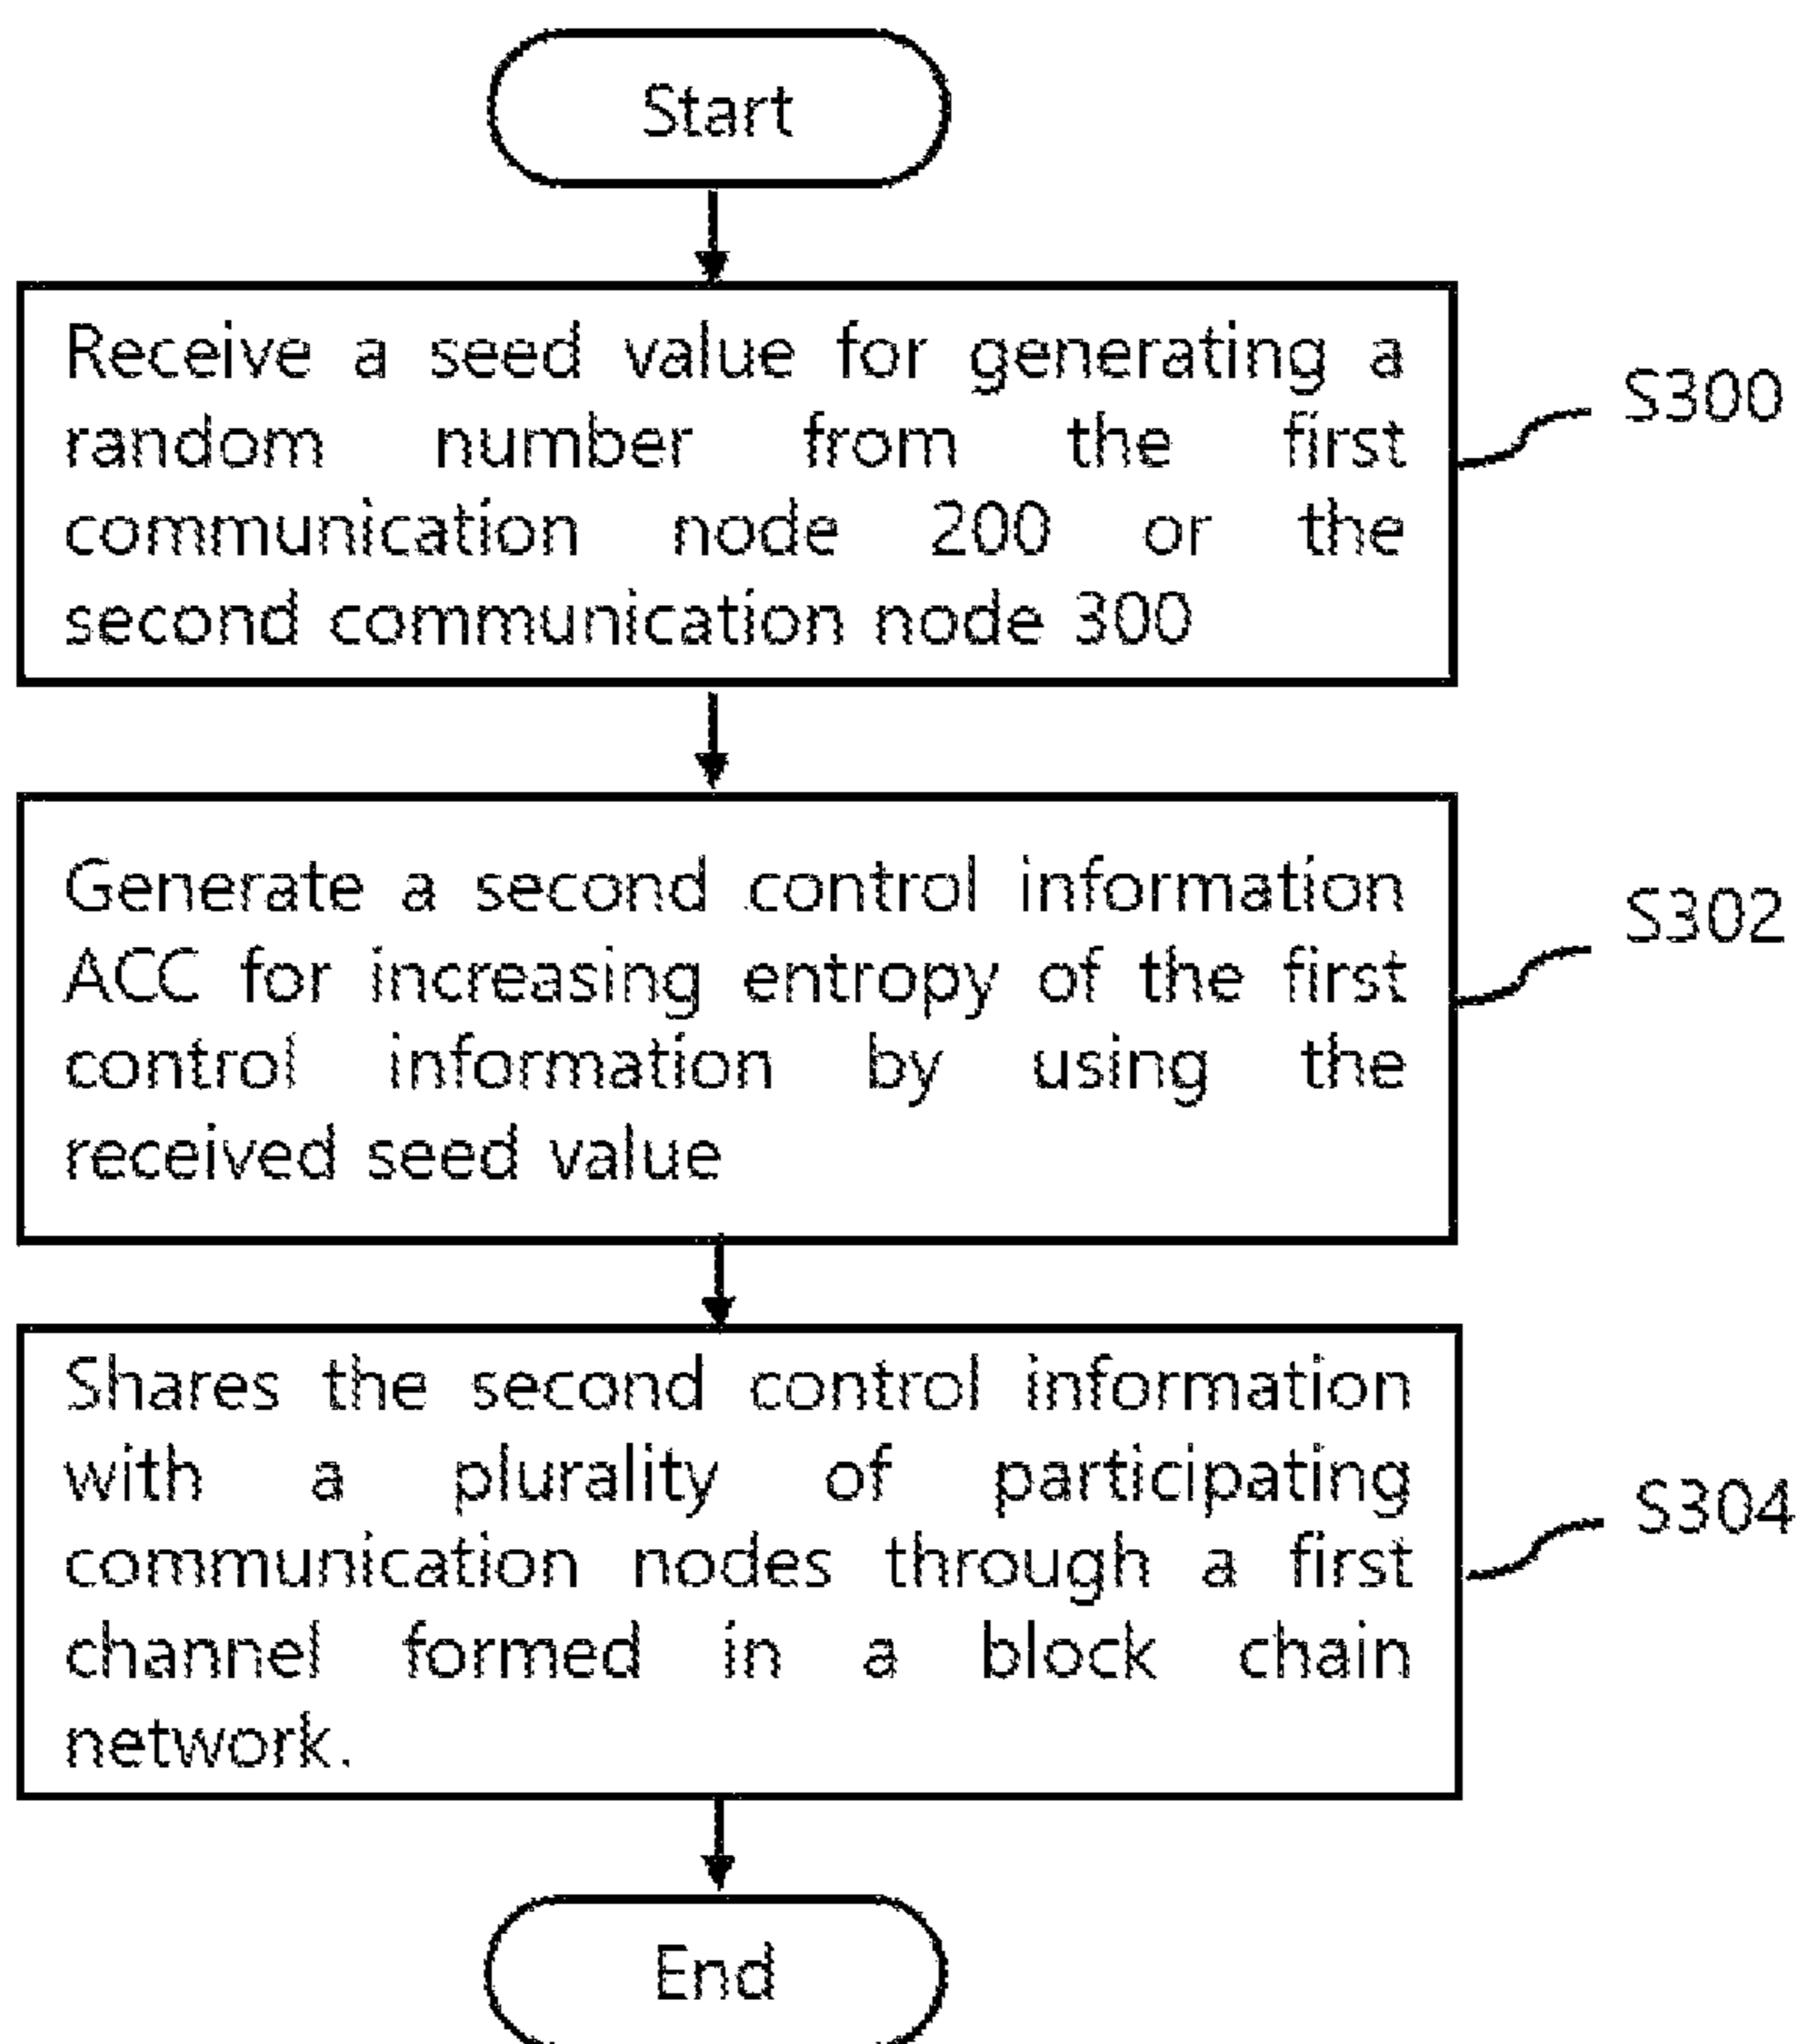 Start
Receive a seed value for generating a
random number from the first
communication node 200 or the
second communication node 300
S300
Generate a second control information
ACC for increasing entropy of the first
control information by using the
received seed value
S302
Shares the second control information
with a plurality of participating
communication nodes through a first
channel formed in a block chain
network.
S304
End